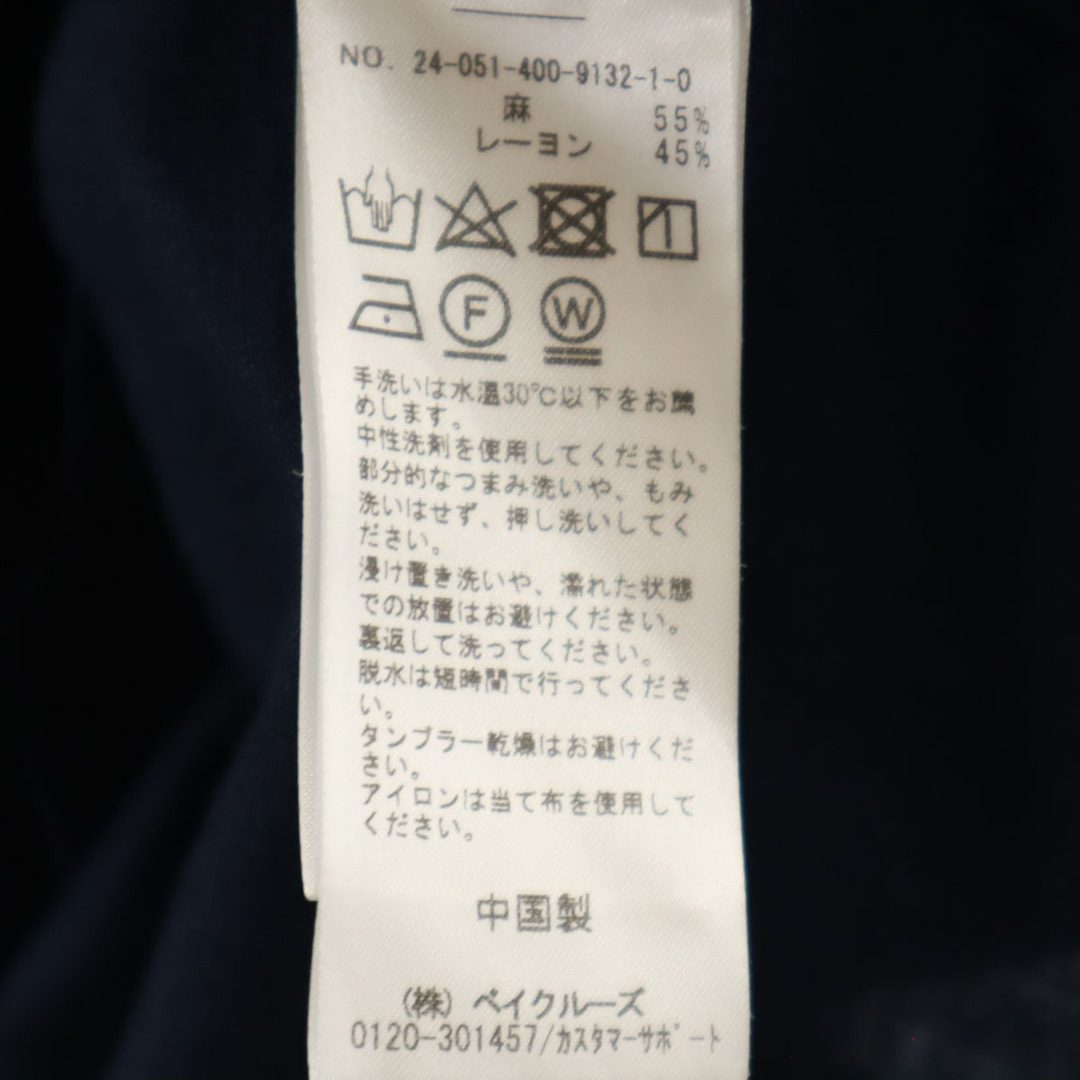 NO. 24-051-400-9132-1-0
麻 55%
レーヨン 45%
F W
手洗いは水温30℃以下をお薦
めします。
中性洗剤を使用してください。
部分的なつまみ洗いや、もみ
洗いはせず、押し洗いしてく
ださい。
浸け置き洗いや、濡れた状態
での放置はお避けください。
裏返して洗ってください。
脱水は短時間で行ってくださ
い。
タンブラー乾燥はお避けくだ
さい。
アイロンは当て布を使用して
ください。
中国製
(株) ベイクルーズ
0120-301457/ｶｽﾀﾏｰｻﾎﾟｰﾄ